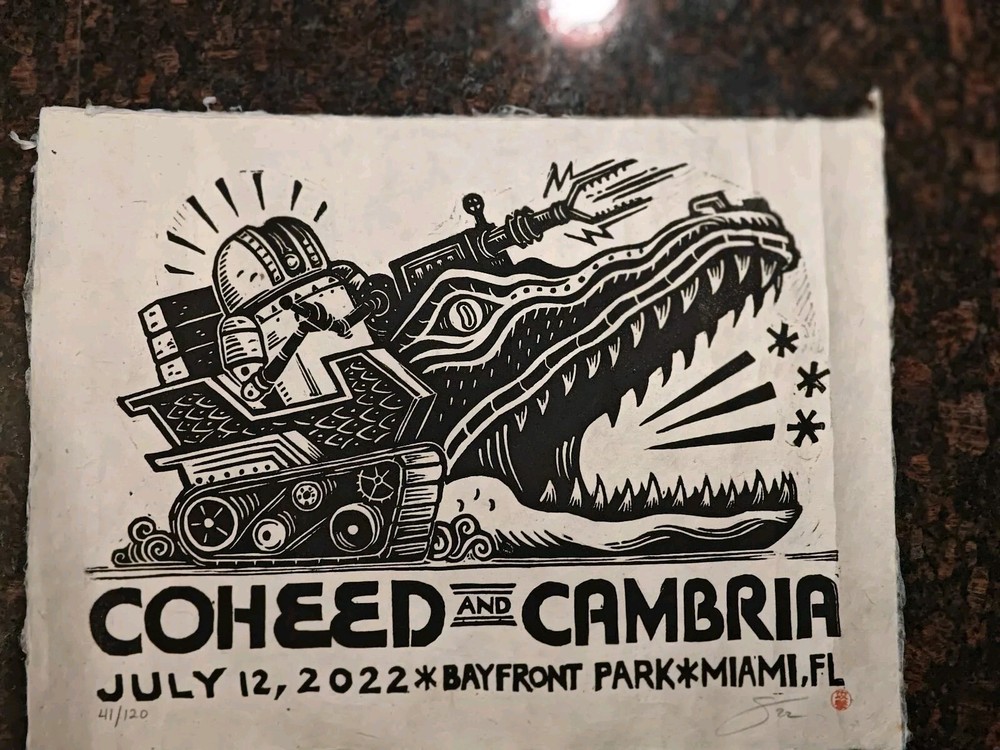 COHEED AND CAMBRIA
JULY 12, 2022*BAYFRONT PARK*MIAMI, FL
41/120